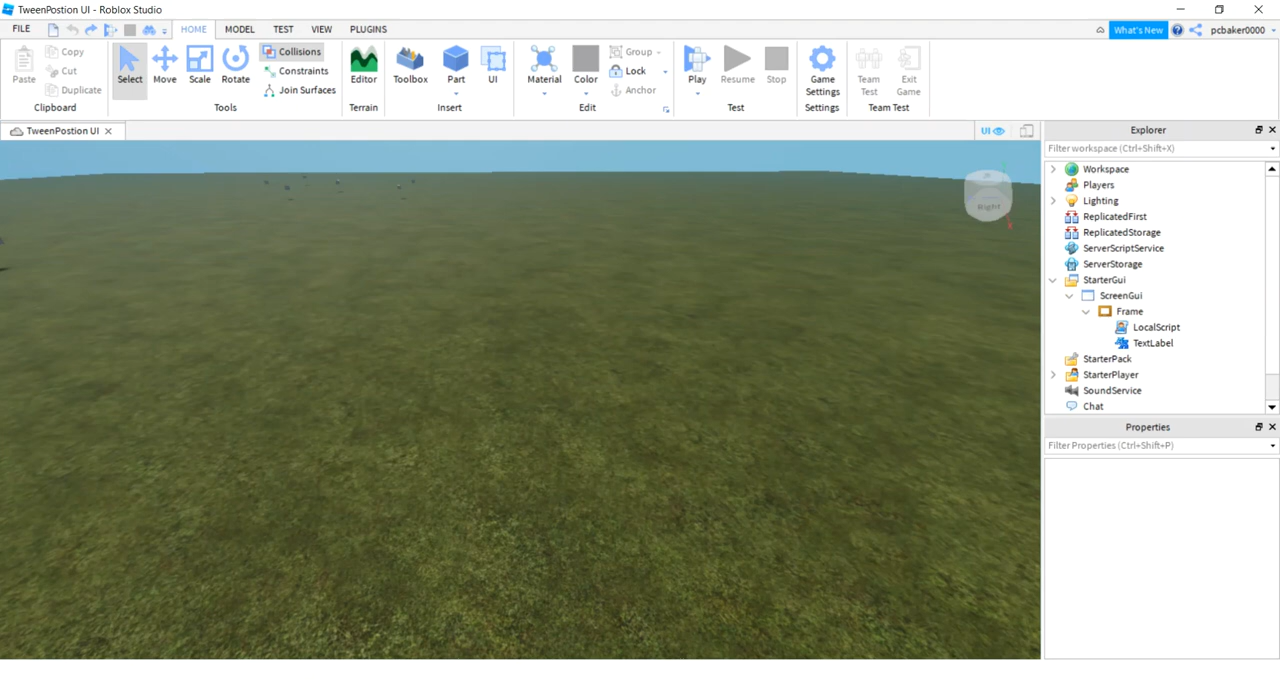 TweenPostion UI - Roblox Studio
FILE HOME MODEL TEST VIEW PLUGINS What's New pcbaker0000
Paste Copy Cut Duplicate
Clipboard
Select Move Scale Rotate Collisions Constraints Join Surfaces
Tools
Editor
Terrain
Toolbox Part UI
Insert
Material Color Group Lock Anchor
Edit
Play Resume Stop
Test
Game Settings
Settings
Team Test Exit Game
Team Test
TweenPostion UI
UI
Right
Explorer
Filter workspace (Ctrl+Shift+X)
Workspace
Players
Lighting
ReplicatedFirst
ReplicatedStorage
ServerScriptService
ServerStorage
StarterGui
ScreenGui
Frame
LocalScript
TextLabel
StarterPack
StarterPlayer
SoundService
Chat
Properties
Filter Properties (Ctrl+Shift+P)